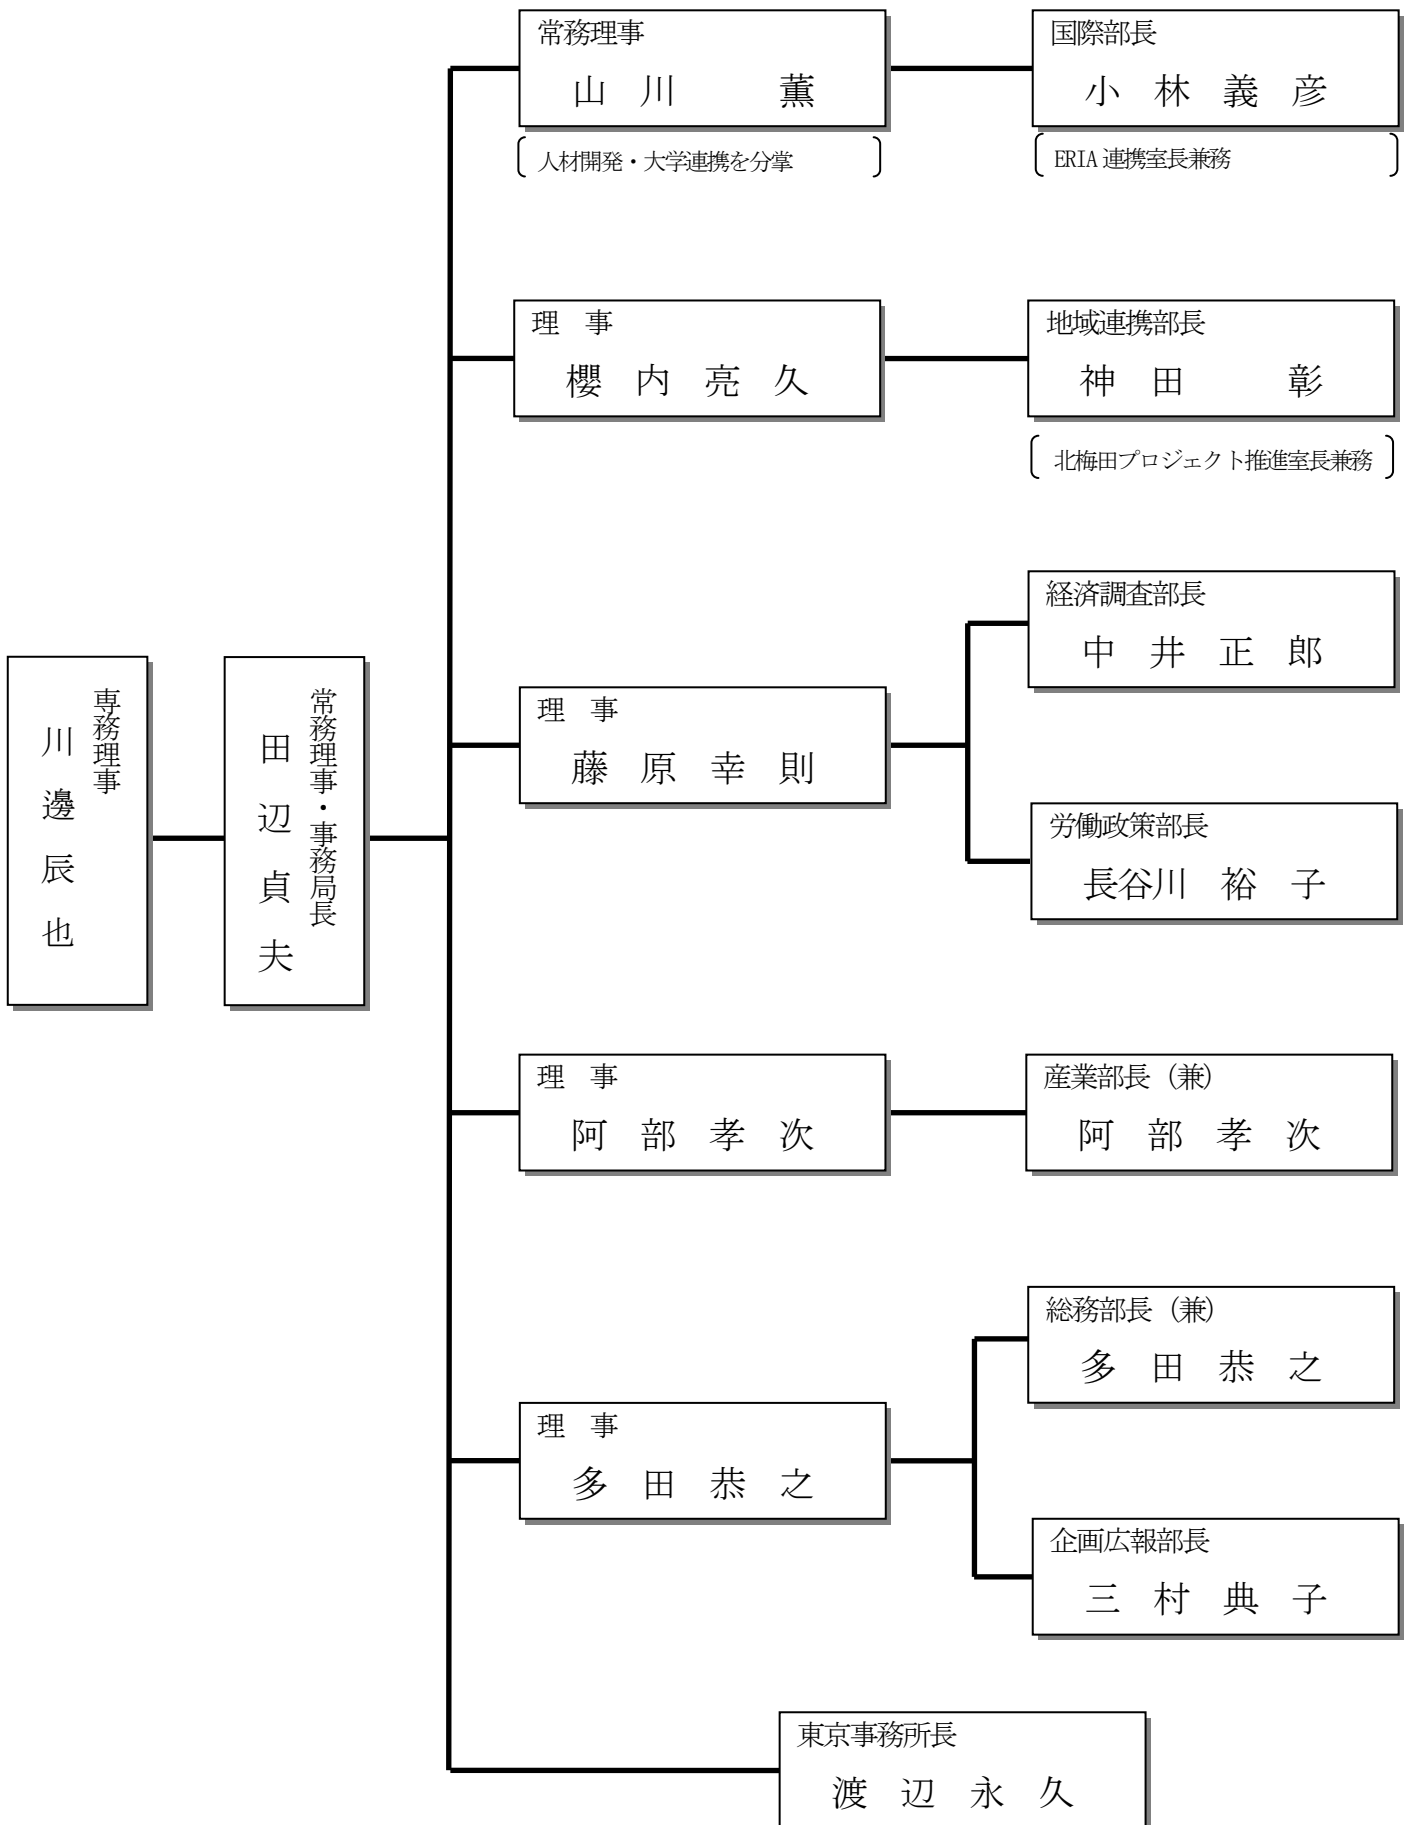 専務理事
川邊辰也
常務理事・事務局長
田辺貞夫
常務理事
山川　薫
人材開発・大学連携を分掌
国際部長
小林義彦
ERIA 連携室長兼務
理　事
櫻内亮久
地域連携部長
神田　彰
北梅田プロジェクト推進室長兼務
理　事
藤原幸則
経済調査部長
中井正郎
労働政策部長
長谷川　裕子
理　事
阿部孝次
産業部長（兼）
阿部孝次
理　事
多田恭之
総務部長（兼）
多田恭之
企画広報部長
三村典子
東京事務所長
渡辺永久